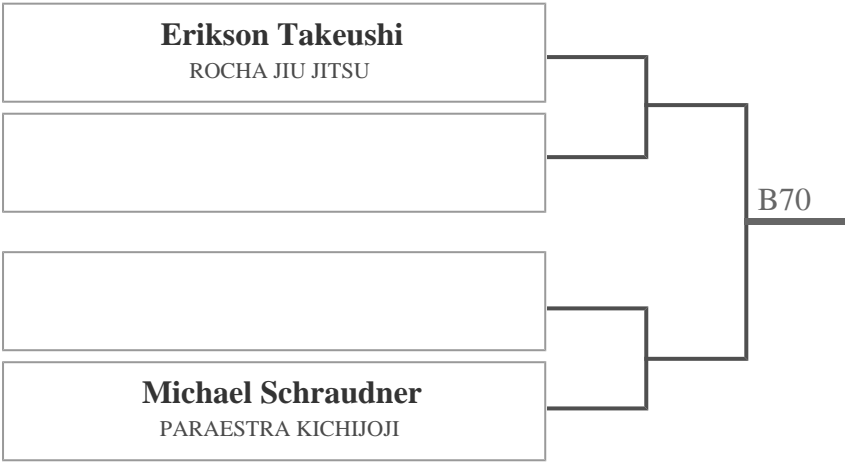 Erikson Takeushi
ROCHA JIU JITSU
B70
Michael Schraudner
PARAESTRA KICHIJOJI